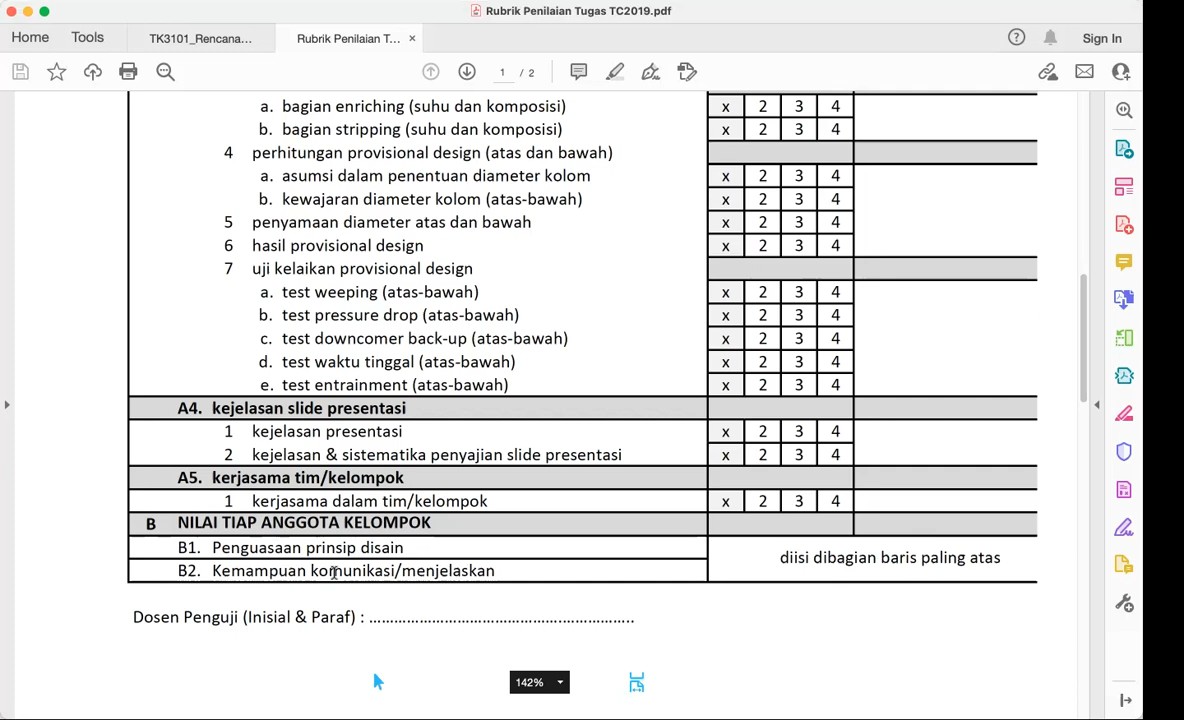 Rubrik Penilaian Tugas TC2019.pdf
Home Tools TK3101_Rencana... Rubrik Penilaian T... × Sign In
1 / 2
a. bagian enriching (suhu dan komposisi) x 2 3 4
b. bagian stripping (suhu dan komposisi) x 2 3 4
4 perhitungan provisional design (atas dan bawah)
a. asumsi dalam penentuan diameter kolom x 2 3 4
b. kewajaran diameter kolom (atas-bawah) x 2 3 4
5 penyamaan diameter atas dan bawah x 2 3 4
6 hasil provisional design x 2 3 4
7 uji kelaikan provisional design
a. test weeping (atas-bawah) x 2 3 4
b. test pressure drop (atas-bawah) x 2 3 4
c. test downcomer back-up (atas-bawah) x 2 3 4
d. test waktu tinggal (atas-bawah) x 2 3 4
e. test entrainment (atas-bawah) x 2 3 4
A4. kejelasan slide presentasi
1 kejelasan presentasi x 2 3 4
2 kejelasan & sistematika penyajian slide presentasi x 2 3 4
A5. kerjasama tim/kelompok
1 kerjasama dalam tim/kelompok x 2 3 4
B NILAI TIAP ANGGOTA KELOMPOK
B1. Penguasaan prinsip disain
diisi dibagian baris paling atas
B2. Kemampuan komunikasi/menjelaskan
Dosen Penguji (Inisial & Paraf) : ............................................................
142%